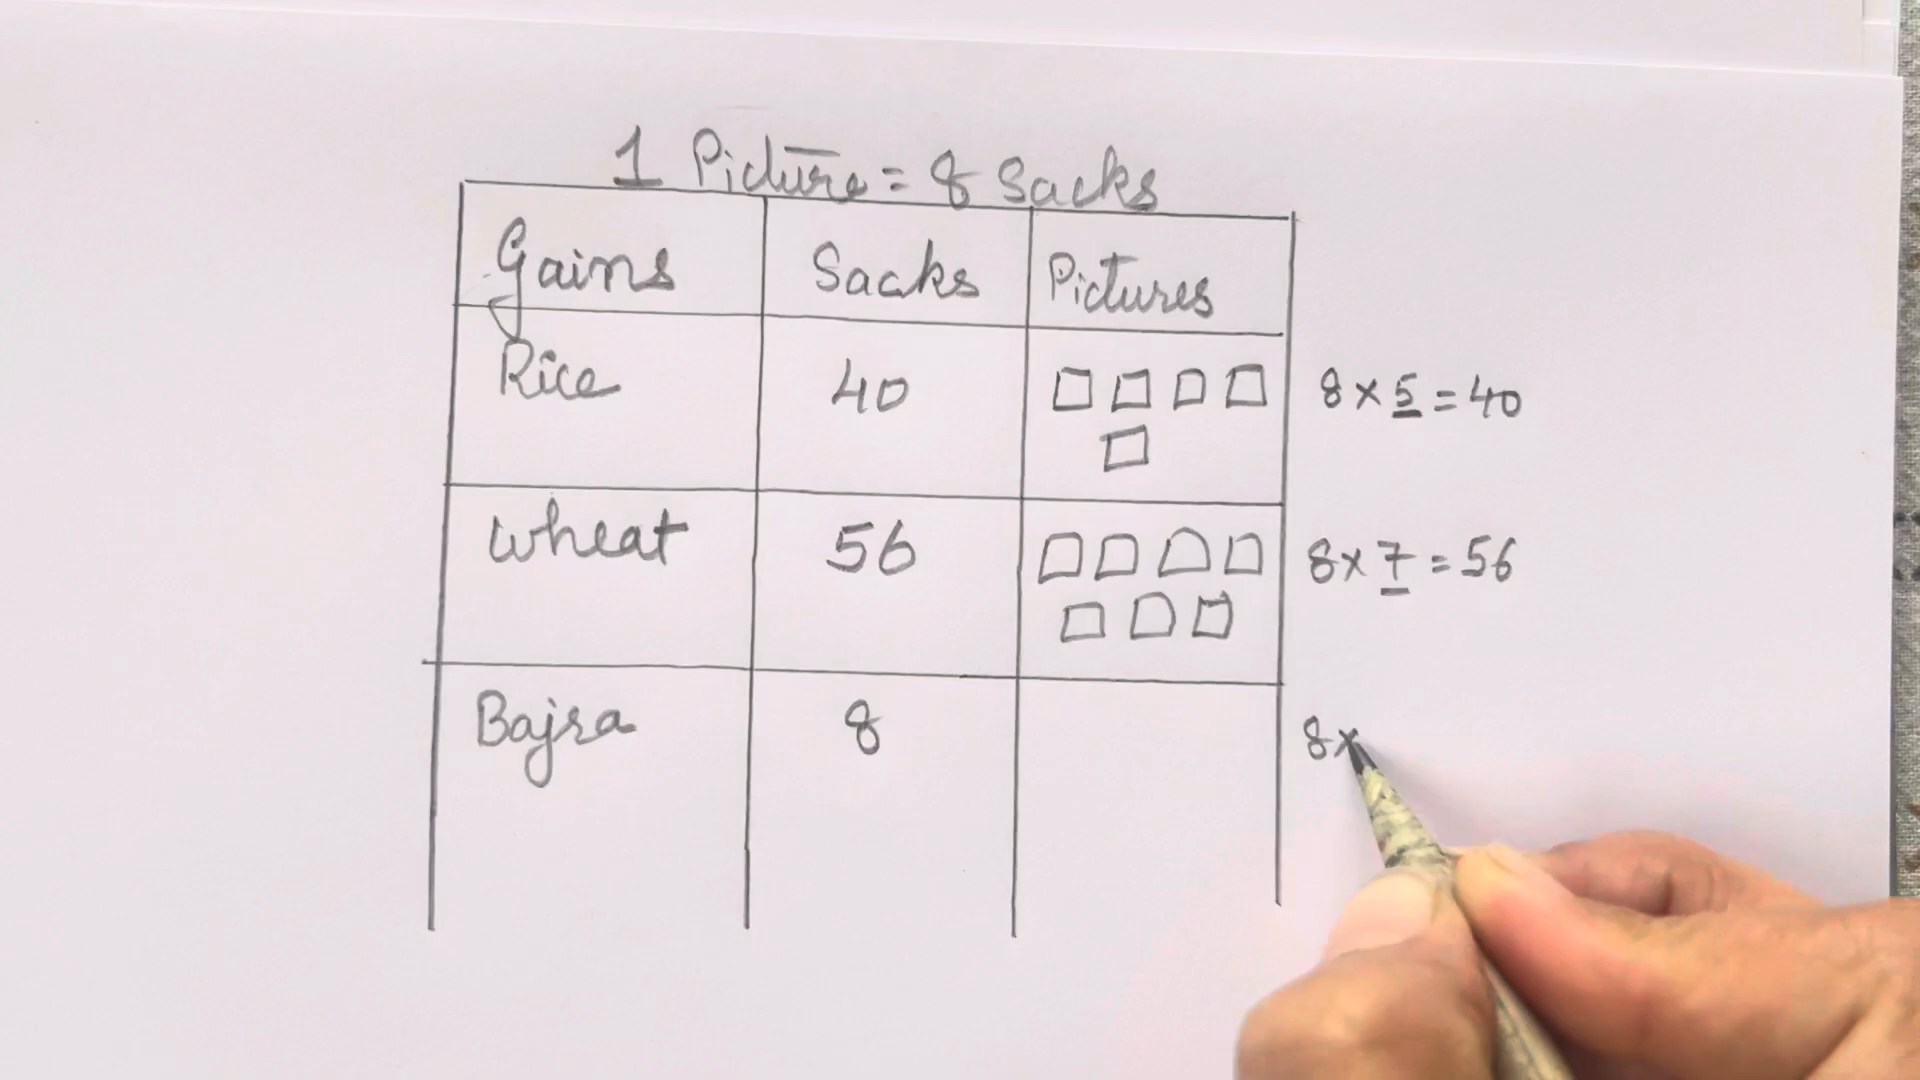 1 Picture = 8 Sacks
Gains Sacks Pictures
Rice 40 8 × 5 = 40
Wheat 56 8 × 7 = 56
Bajra 8 8×